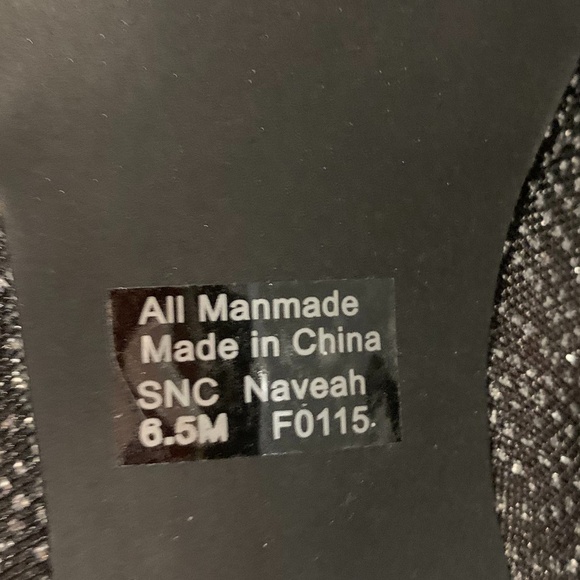 All Manmade
Made in China
SNC Naveah
6.5M F0115